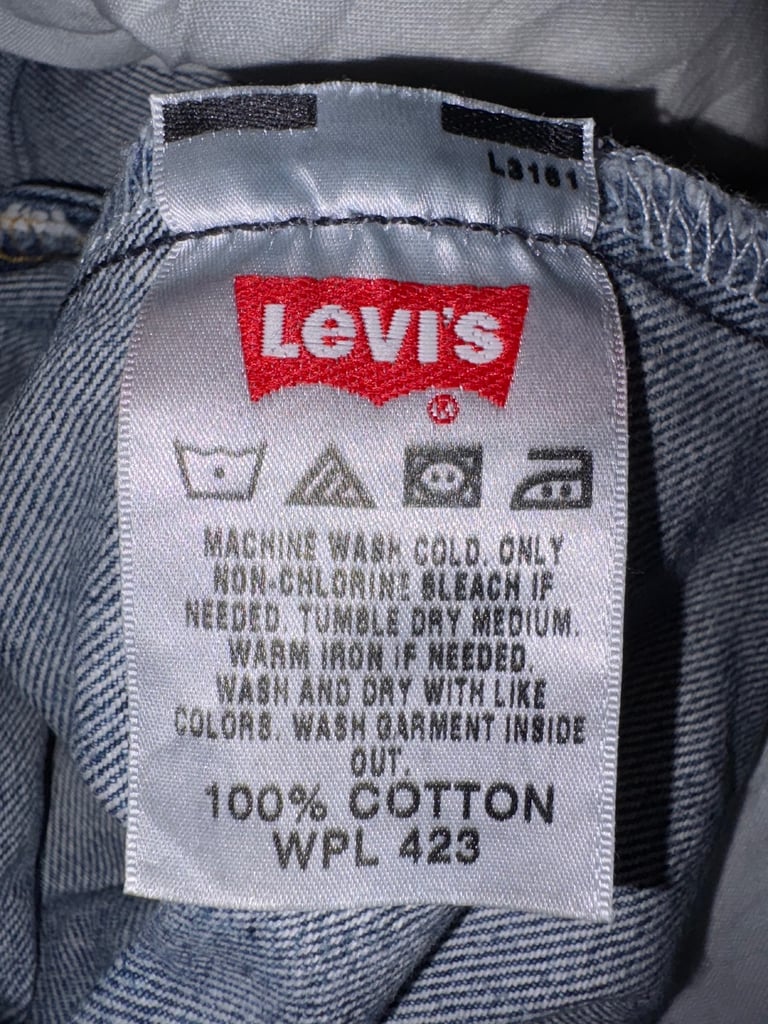 L3161
LEVI'S
®
MACHINE WASH COLD. ONLY
NON-CHLORINE BLEACH IF
NEEDED. TUMBLE DRY MEDIUM.
WARM IRON IF NEEDED.
WASH AND DRY WITH LIKE
COLORS. WASH GARMENT INSIDE
OUT.
100% COTTON
WPL 423